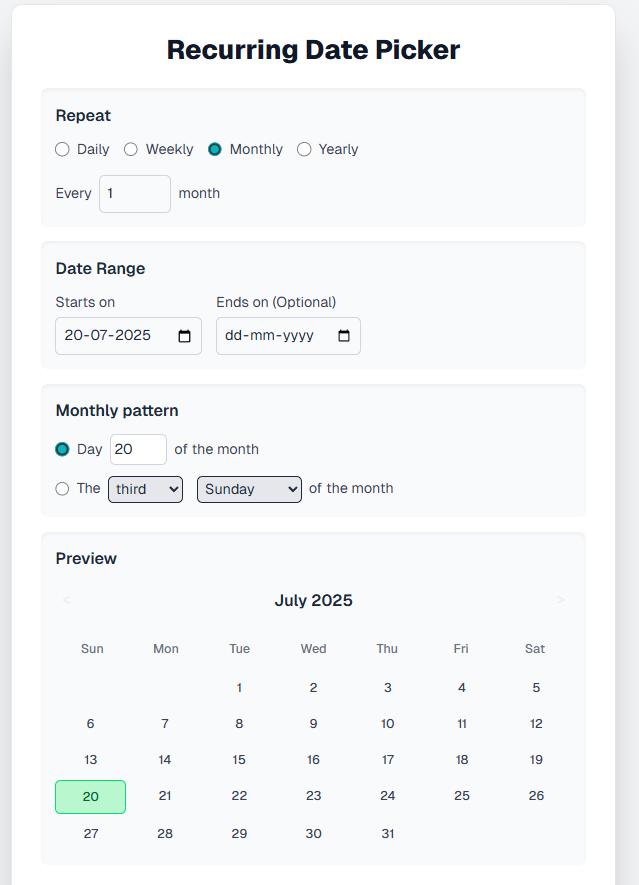 Recurring Date Picker
Repeat
Daily Weekly Monthly Yearly
Every 1 month
Date Range
Starts on Ends on (Optional)
20-07-2025 dd-mm-yyyy
Monthly pattern
Day 20 of the month
The third Sunday of the month
Preview
< July 2025 >
Sun Mon Tue Wed Thu Fri Sat
1 2 3 4 5
6 7 8 9 10 11 12
13 14 15 16 17 18 19
20 21 22 23 24 25 26
27 28 29 30 31